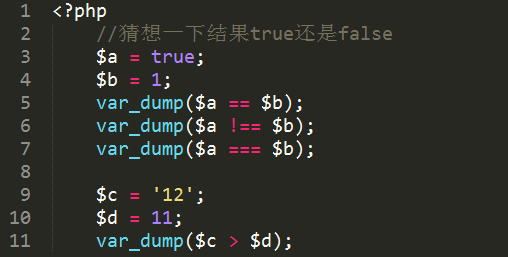 1 <?php
2 //猜想一下结果true还是false
3 $a = true;
4 $b = 1;
5 var_dump($a == $b);
6 var_dump($a !== $b);
7 var_dump($a === $b);
8
9 $c = '12';
10 $d = 11;
11 var_dump($c > $d);